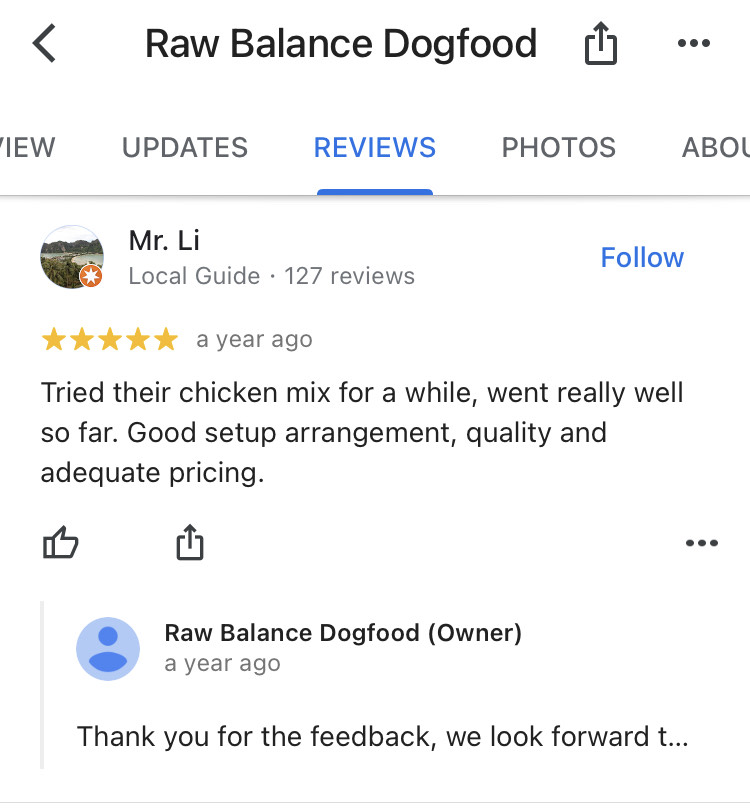 Raw Balance Dogfood
VIEW UPDATES REVIEWS PHOTOS ABOU
Mr. Li
Local Guide · 127 reviews
Follow
a year ago
Tried their chicken mix for a while, went really well
so far. Good setup arrangement, quality and
adequate pricing.
Raw Balance Dogfood (Owner)
a year ago
Thank you for the feedback, we look forward t...